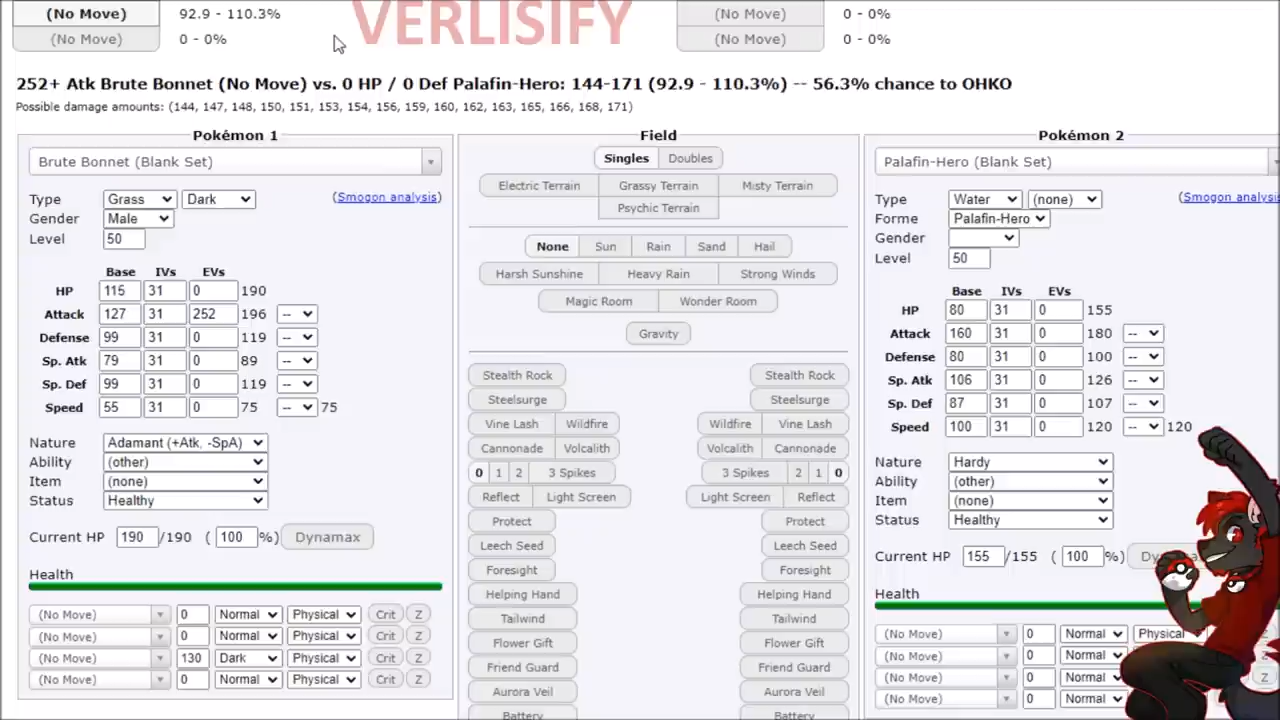 VERLISIFY
(No Move) 92.9 - 110.3%
(No Move) 0 - 0%
(No Move) 0 - 0%
(No Move) 0 - 0%
252+ Atk Brute Bonnet (No Move) vs. 0 HP / 0 Def Palafin-Hero: 144-171 (92.9 - 110.3%) -- 56.3% chance to OHKO
Possible damage amounts: (144, 147, 148, 150, 151, 153, 154, 156, 159, 160, 162, 163, 165, 166, 168, 171)
Pokémon 1
Brute Bonnet (Blank Set)
Type Grass Dark (Smogon analysis)
Gender Male
Level 50
Base IVs EVs
HP 115 31 0 190
Attack 127 31 252 196 --
Defense 99 31 0 119 --
Sp. Atk 79 31 0 89 --
Sp. Def 99 31 0 119 --
Speed 55 31 0 75 -- 75
Nature Adamant (+Atk, -SpA)
Ability (other)
Item (none)
Status Healthy
Current HP 190 /190 ( 100 %) Dynamax
Health
(No Move) 0 Normal Physical Crit Z
(No Move) 0 Normal Physical Crit Z
(No Move) 130 Dark Physical Crit Z
(No Move) 0 Normal Physical Crit Z
Field
Singles Doubles
Electric Terrain Grassy Terrain Misty Terrain
Psychic Terrain
None Sun Rain Sand Hail
Harsh Sunshine Heavy Rain Strong Winds
Magic Room Wonder Room
Gravity
Stealth Rock Stealth Rock
Steelsurge Steelsurge
Vine Lash Wildfire Wildfire Vine Lash
Cannonade Volcalith Volcalith Cannonade
0 1 2 3 Spikes 3 Spikes 2 1 0
Reflect Light Screen Light Screen Reflect
Protect Protect
Leech Seed Leech Seed
Foresight Foresight
Helping Hand Helping Hand
Tailwind Tailwind
Flower Gift Flower Gift
Friend Guard Friend Guard
Aurora Veil Aurora Veil
Battery Battery
Pokémon 2
Palafin-Hero (Blank Set)
Type Water (none) (Smogon analysis
Forme Palafin-Hero
Gender
Level 50
Base IVs EVs
HP 80 31 0 155
Attack 160 31 0 180 --
Defense 80 31 0 100 --
Sp. Atk 106 31 0 126 --
Sp. Def 87 31 0 107 --
Speed 100 31 0 120 -- 120
Nature Hardy
Ability (other)
Item (none)
Status Healthy
Current HP 155 /155 ( 100 %)
Health
(No Move) 0 Normal Physical
(No Move) 0 Normal
(No Move) 0 Normal Z
(No Move) 0 Normal